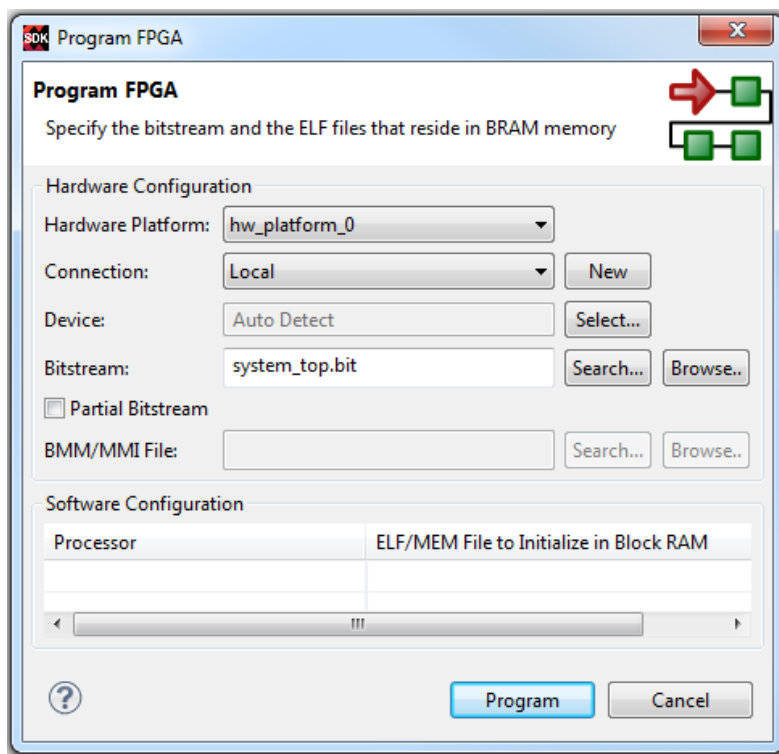 SDK Program FPGA
Program FPGA
Specify the bitstream and the ELF files that reside in BRAM memory
Hardware Configuration
Hardware Platform: hw_platform_0
Connection: Local New
Device: Auto Detect Select...
Bitstream: system_top.bit Search... Browse..
Partial Bitstream
BMM/MMI File: Search... Browse..
Software Configuration
Processor ELF/MEM File to Initialize in Block RAM
? Program Cancel